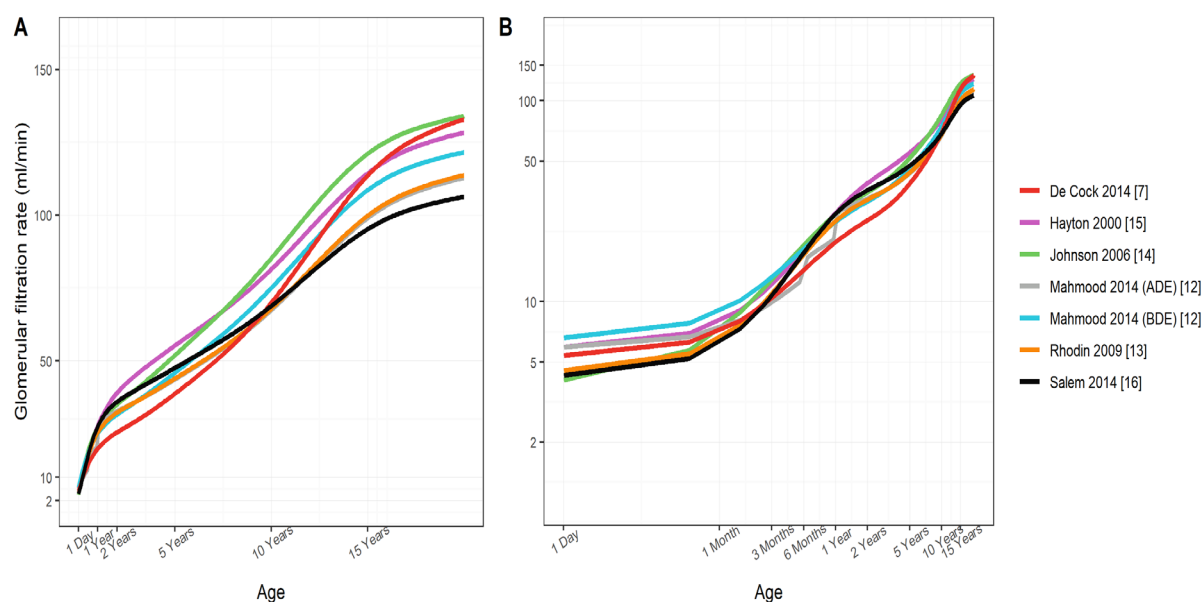 A
B
Glomerular filtration rate (ml/min)
150
100
50
10
2
1 Day
1 Year
2 Years
5 Years
10 Years
15 Years
Age
150
100
50
10
5
2
1 Day
1 Month
3 Months
6 Months
1 Year
2 Years
5 Years
10 Years
15 Years
Age
De Cock 2014 [7]
Hayton 2000 [15]
Johnson 2006 [14]
Mahmood 2014 (ADE) [12]
Mahmood 2014 (BDE) [12]
Rhodin 2009 [13]
Salem 2014 [16]